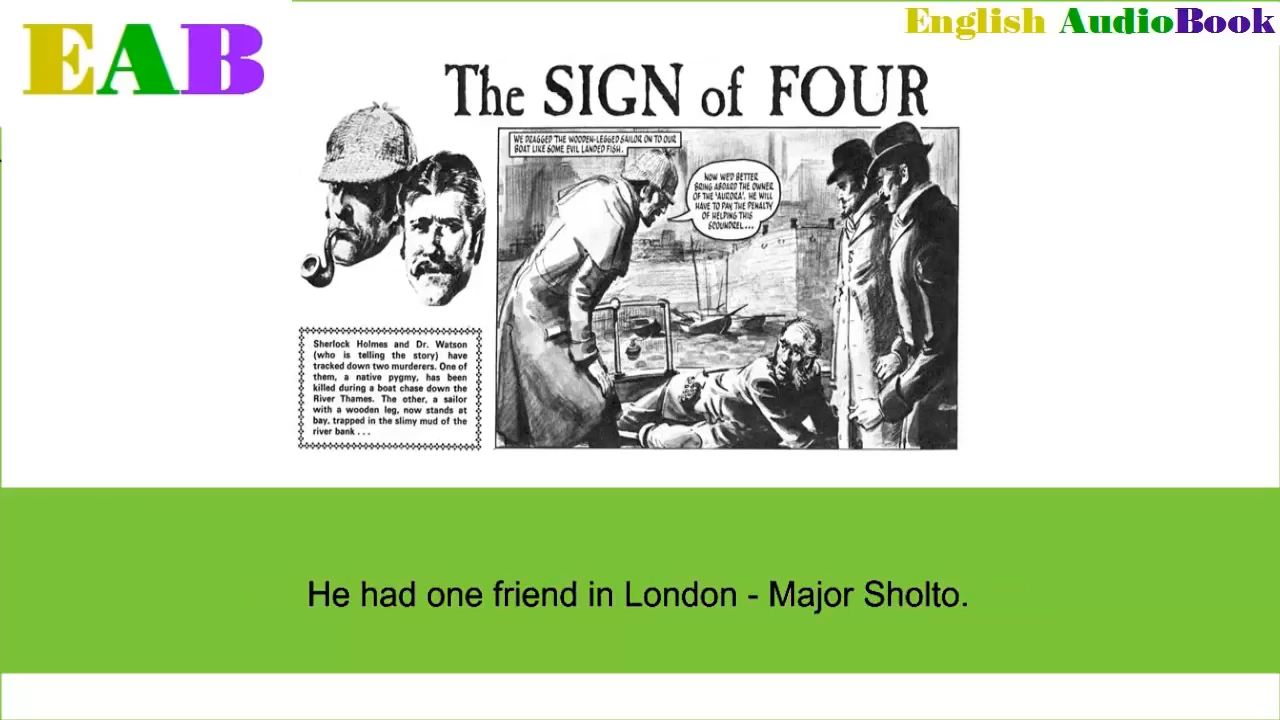 EAB
English AudioBook
The SIGN of FOUR
WE DRAGGED THE WOODEN-LEGGED SAILOR ON TO OUR
BOAT LIKE SOME EVIL LANDED FISH.
NOW WE'D BETTER
BRING ABOARD THE OWNER
OF THE 'AURORA'. HE WILL
HAVE TO PAY THE PENALTY
OF HELPING THIS
SCOUNDREL...
Sherlock Holmes and Dr. Watson
(who is telling the story) have
tracked down two murderers. One of
them, a native pygmy, has been
killed during a boat chase down the
River Thames. The other, a sailor
with a wooden leg, now stands at
bay, trapped in the slimy mud of the
river bank . . .
He had one friend in London - Major Sholto.